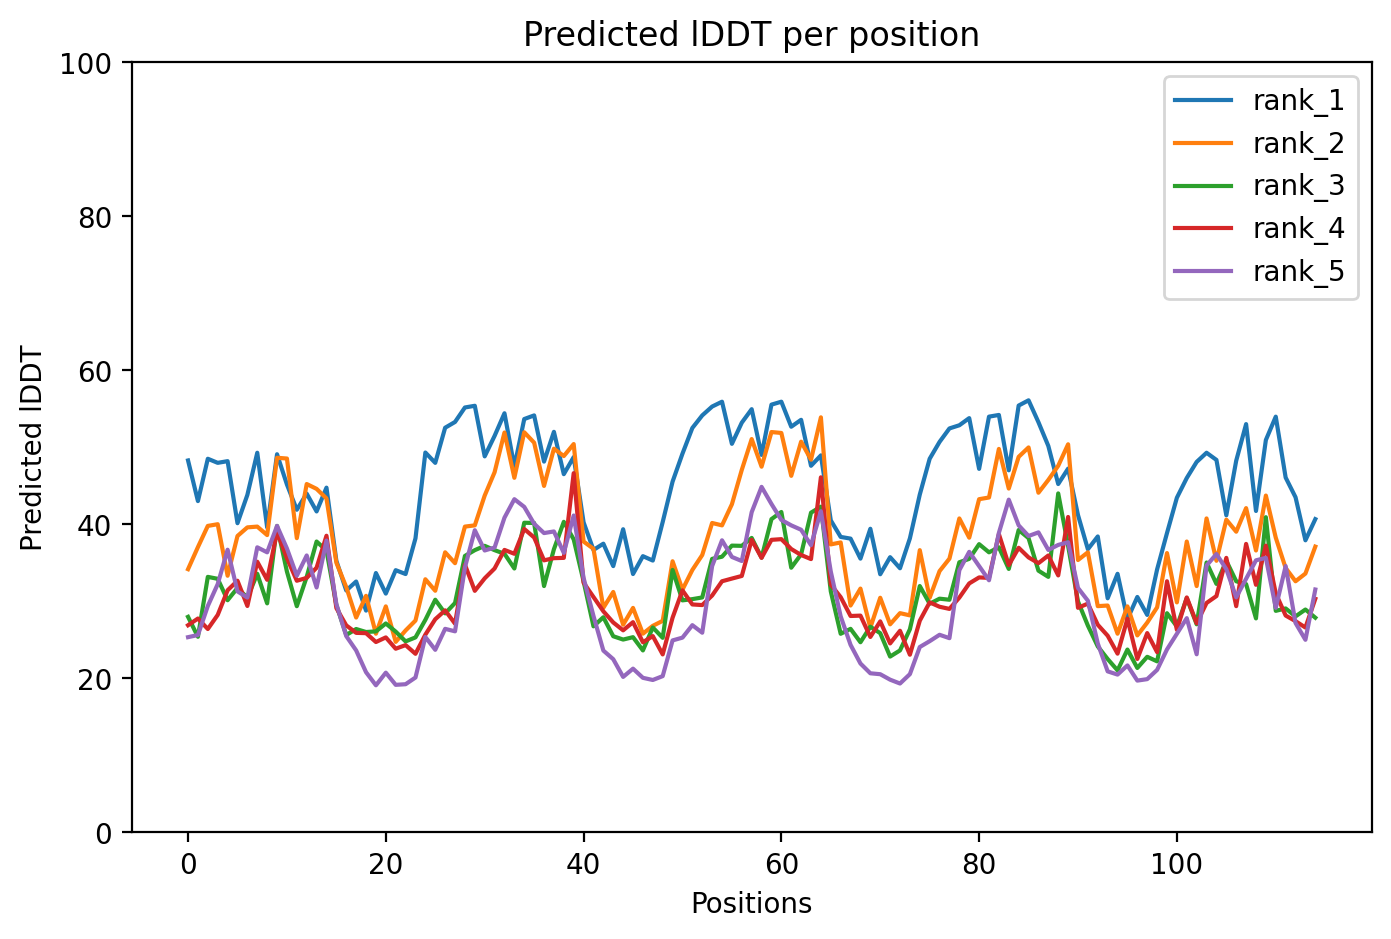 Predicted lDDT per position
100
80
60
40
20
0
Predicted lDDT
0 20 40 60 80 100
Positions
rank_1
rank_2
rank_3
rank_4
rank_5